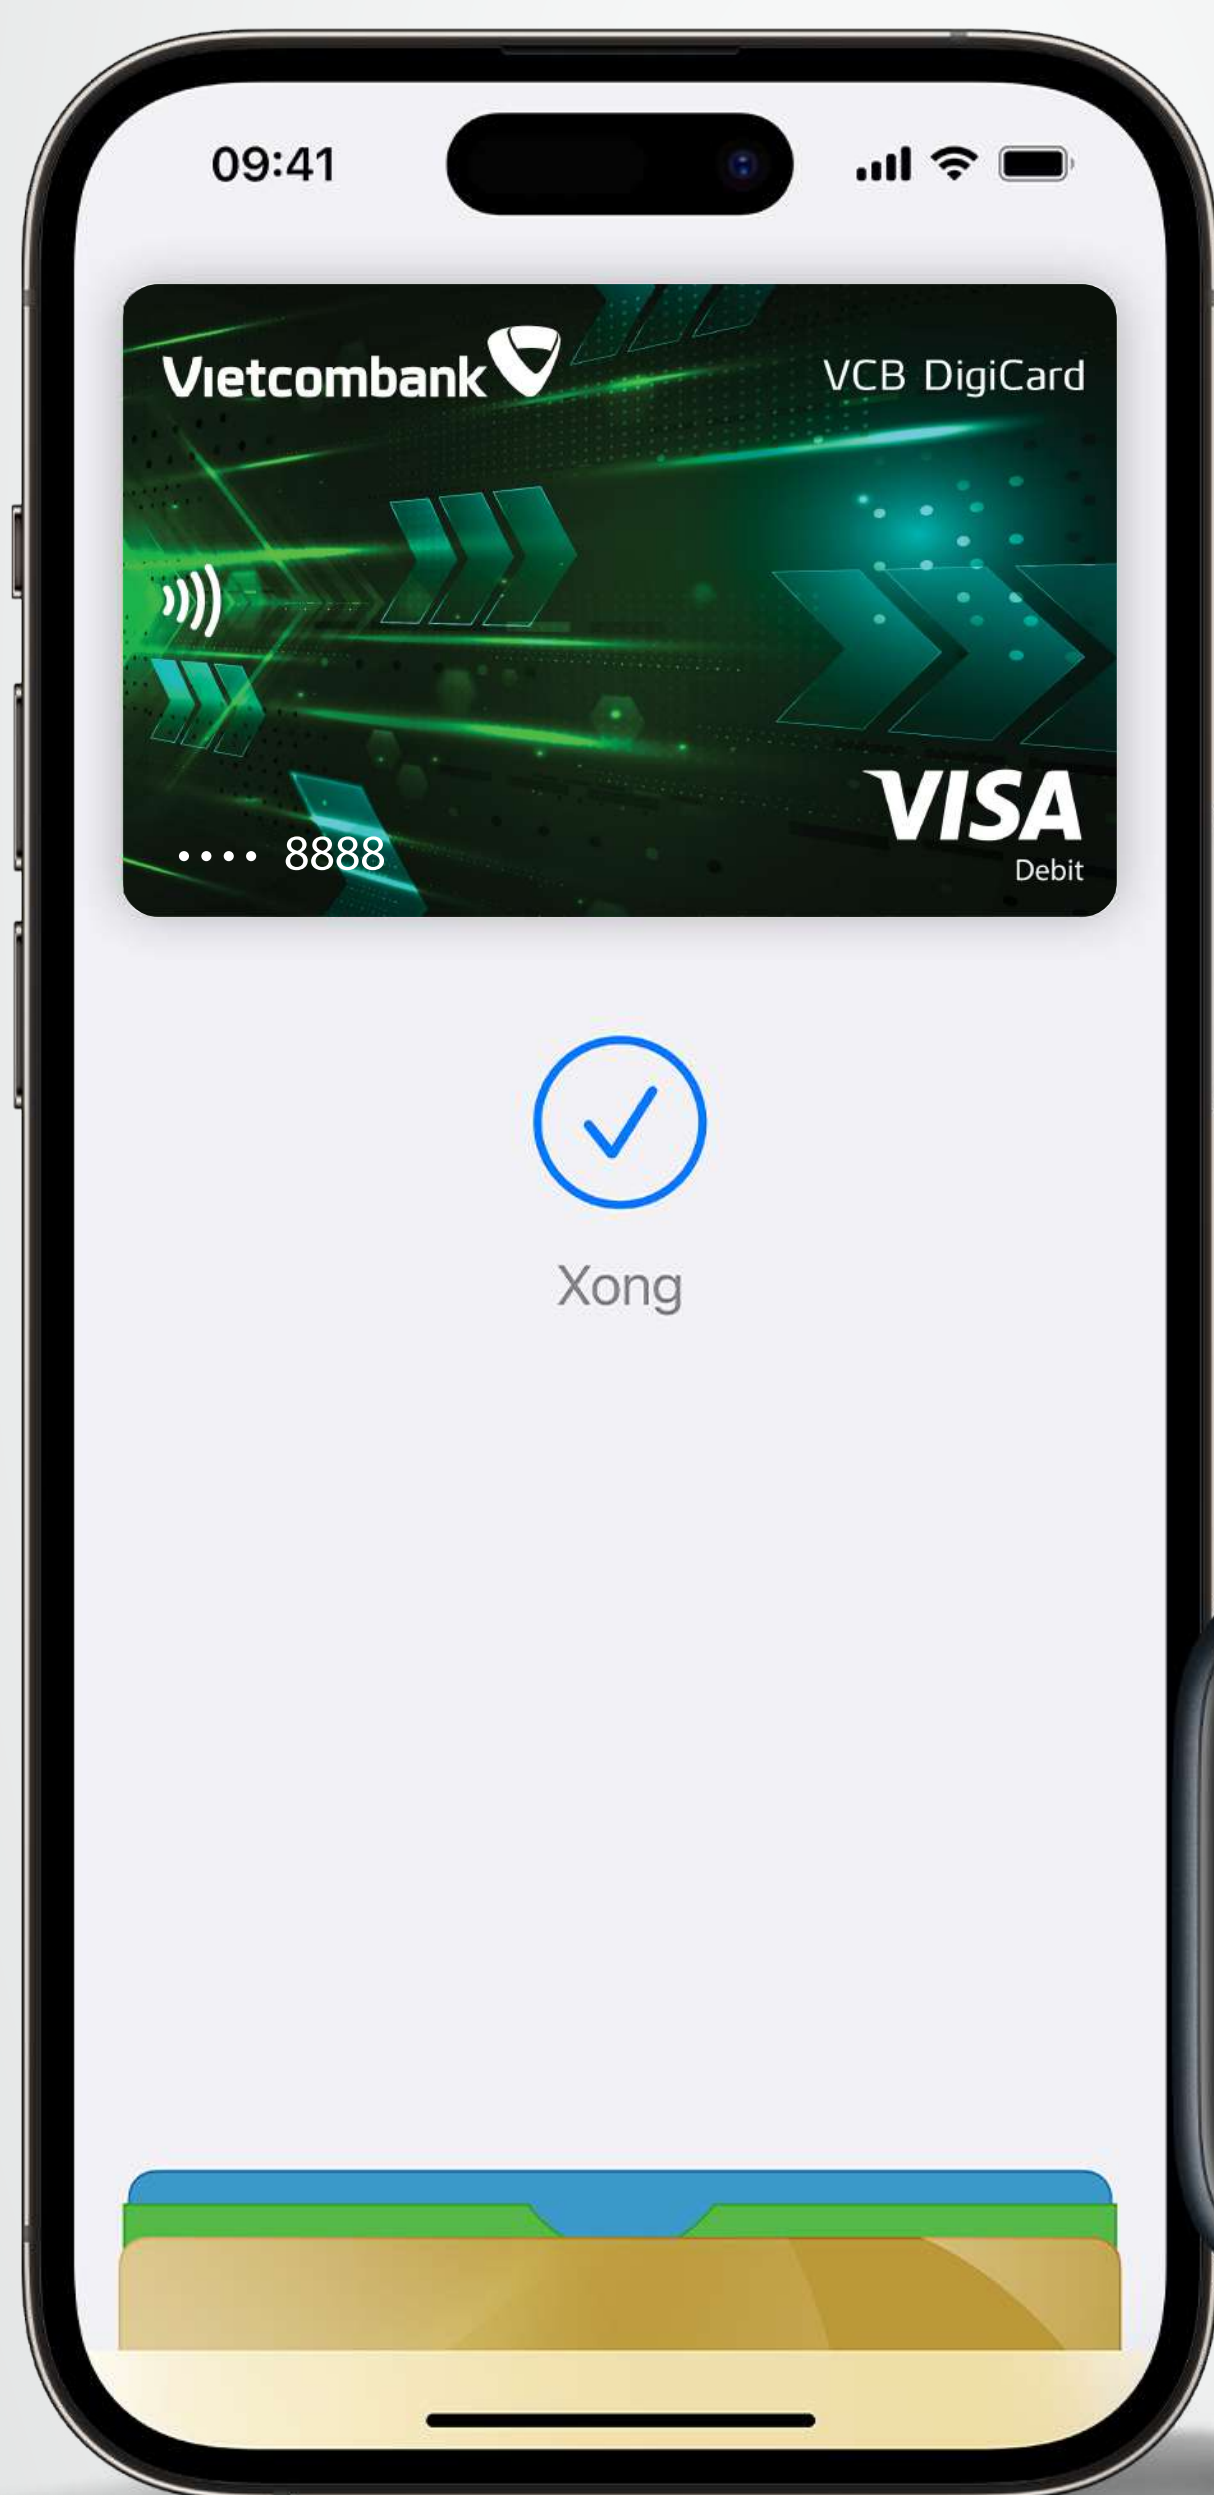 09:41
Vietcombank
VCB DigiCard
•••• 8888
VISA
Debit
Xong